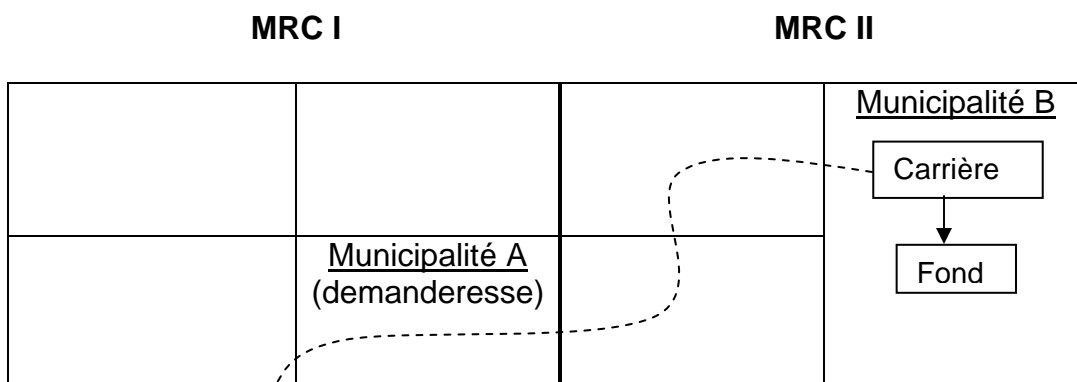 MRC I
MRC II
Municipalité B
Carrière
Municipalité A
(demanderesse)
Fond